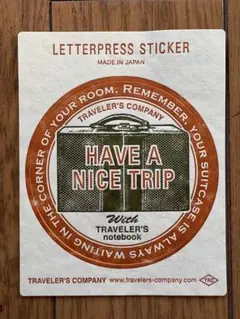 LETTERPRESS STICKER
MADE IN JAPAN
REMEMBER, YOUR SUITCASE IS ALWAYS WAITING IN THE CORNER OF YOUR ROOM.
TRAVELER'S COMPANY
HAVE A
NICE TRIP
With
TRAVELER'S
notebook
TRAVELER'S COMPANY www.travelers-company.com TRC